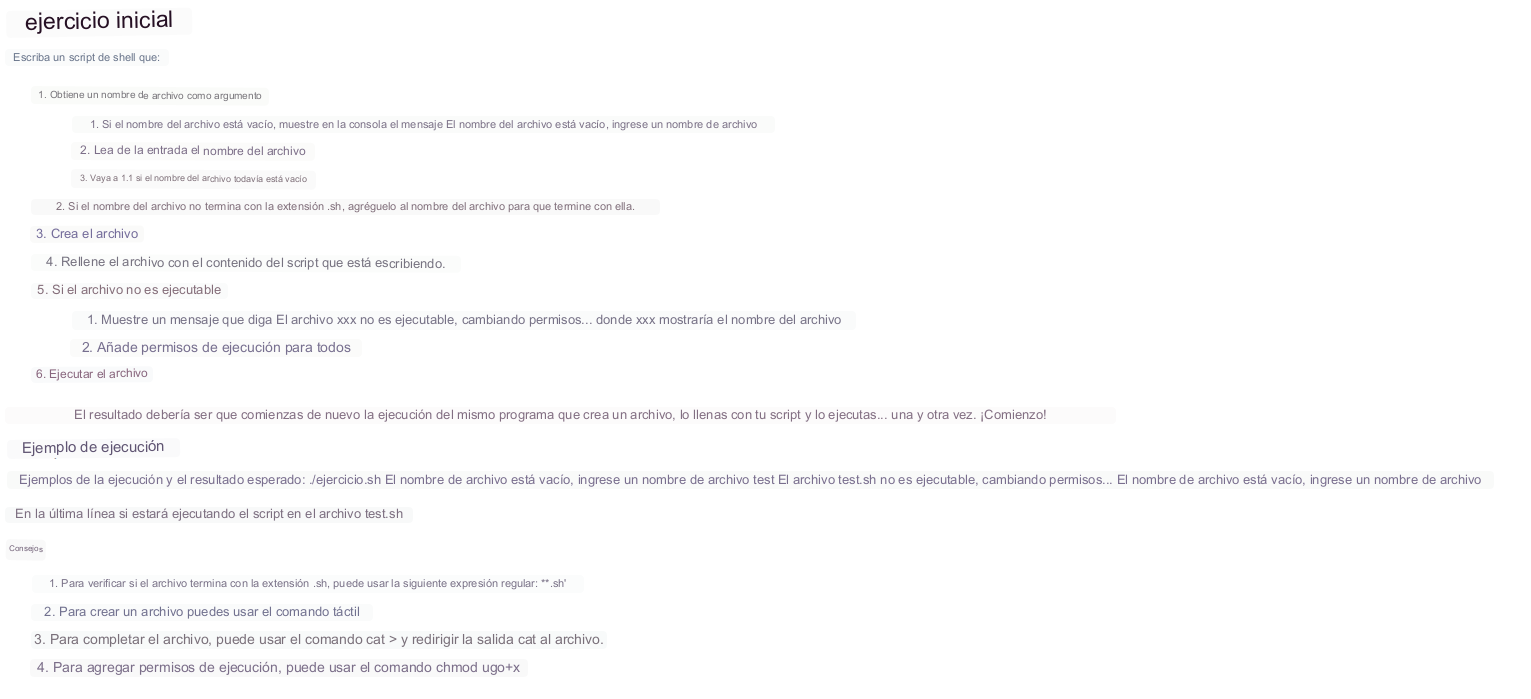 ejercicio inicial
Escriba un script de shell que:
1. Obtiene un nombre de archivo como argumento
1. Si el nombre del archivo está vacío, muestre en la consola el mensaje El nombre del archivo está vacío, ingrese un nombre de archivo
2. Lea de la entrada el nombre del archivo
3. Vaya a 1.1 si el nombre del archivo todavía está vacío
2. Si el nombre del archivo no termina con la extensión .sh, agréguelo al nombre del archivo para que termine con ella.
3. Crea el archivo
4. Rellene el archivo con el contenido del script que está escribiendo.
5. Si el archivo no es ejecutable
1. Muestre un mensaje que diga El archivo xxx no es ejecutable, cambiando permisos... donde xxx mostraría el nombre del archivo
2. Añade permisos de ejecución para todos
6. Ejecutar el archivo
El resultado debería ser que comienzas de nuevo la ejecución del mismo programa que crea un archivo, lo llenas con tu script y lo ejecutas... una y otra vez. ¡Comienzo!
Ejemplo de ejecución
Ejemplos de la ejecución y el resultado esperado: ./ejercicio.sh El nombre de archivo está vacío, ingrese un nombre de archivo test El archivo test.sh no es ejecutable, cambiando permisos... El nombre de archivo está vacío, ingrese un nombre de archivo
En la última línea si estará ejecutando el script en el archivo test.sh
Consejos
1. Para verificar si el archivo termina con la extensión .sh, puede usar la siguiente expresión regular: "*.sh'
2. Para crear un archivo puedes usar el comando táctil
3. Para completar el archivo, puede usar el comando cat > y redirigir la salida cat al archivo.
4. Para agregar permisos de ejecución, puede usar el comando chmod ugo+x